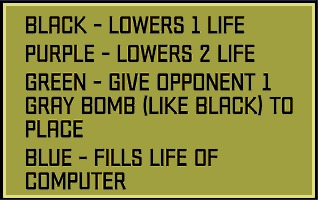 BLACK - LOWERS 1 LIFE
PURPLE - LOWERS 2 LIFE
GREEN - GIVE OPPONENT 1
GRAY BOMB (LIKE BLACK) TO
PLACE
BLUE - FILLS LIFE OF
COMPUTER